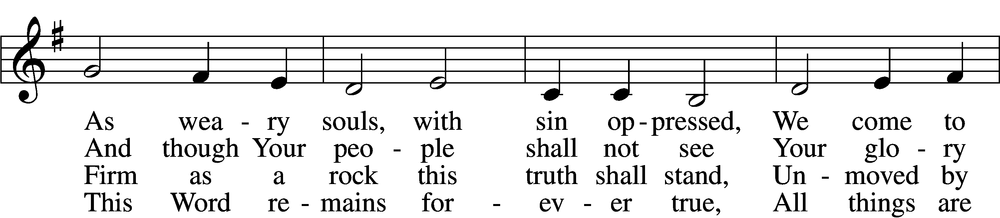 As wea - ry souls, with sin op - pressed, We come to
And though Your peo - ple shall not see Your glo - ry
Firm as a rock this truth shall stand, Un - moved by
This Word re - mains for - ev - er true, All things are